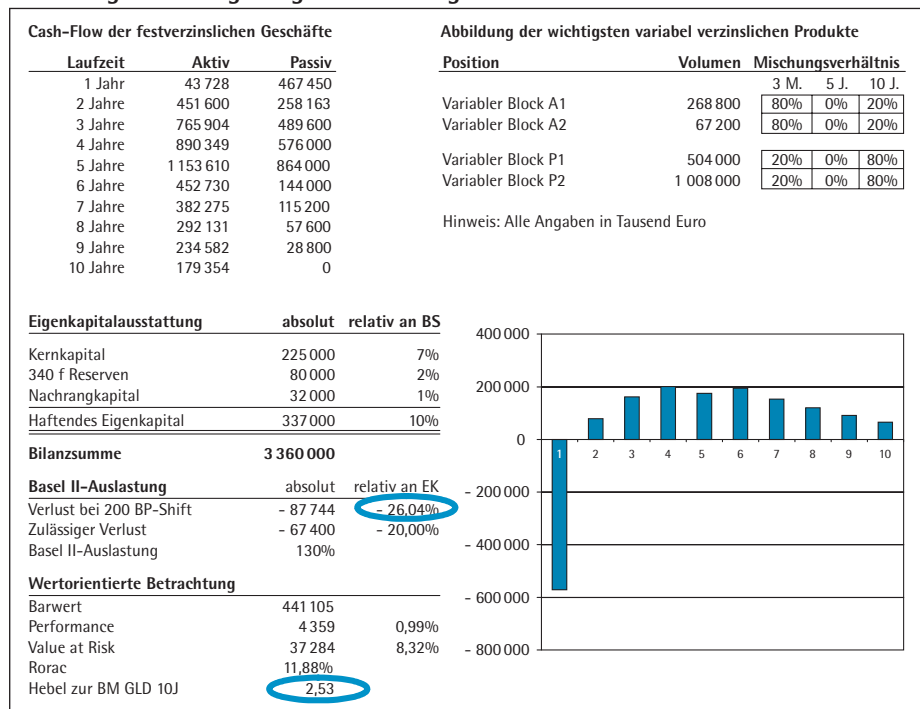 Cash-Flow der festverzinslichen Geschäfte
Laufzeit Aktiv Passiv
1 Jahr 43 728 467 450
2 Jahre 451 600 258 163
3 Jahre 765 904 489 600
4 Jahre 890 349 576 000
5 Jahre 1 153 610 864 000
6 Jahre 452 730 144 000
7 Jahre 382 275 115 200
8 Jahre 292 131 57 600
9 Jahre 234 582 28 800
10 Jahre 179 354 0
Abbildung der wichtigsten variabel verzinslichen Produkte
Position Volumen Mischungsverhältnis
3 M. 5 J. 10 J.
Variabler Block A1 268 800 80% 0% 20%
Variabler Block A2 67 200 80% 0% 20%
Variabler Block P1 504 000 20% 0% 80%
Variabler Block P2 1 008 000 20% 0% 80%
Hinweis: Alle Angaben in Tausend Euro
Eigenkapitalausstattung absolut relativ an BS
Kernkapital 225 000 7%
340 f Reserven 80 000 2%
Nachrangkapital 32 000 1%
Haftendes Eigenkapital 337 000 10%
Bilanzsumme 3 360 000
Basel II-Auslastung absolut relativ an EK
Verlust bei 200 BP-Shift - 87 744 - 26,04%
Zulässiger Verlust - 67 400 - 20,00%
Basel II-Auslastung 130%
Wertorientierte Betrachtung
Barwert 441 105
Performance 4 359 0,99%
Value at Risk 37 284 8,32%
Rorac 11,88%
Hebel zur BM GLD 10J 2,53
400 000
200 000
0
- 200 000
- 400 000
- 600 000
- 800 000
1 2 3 4 5 6 7 8 9 10